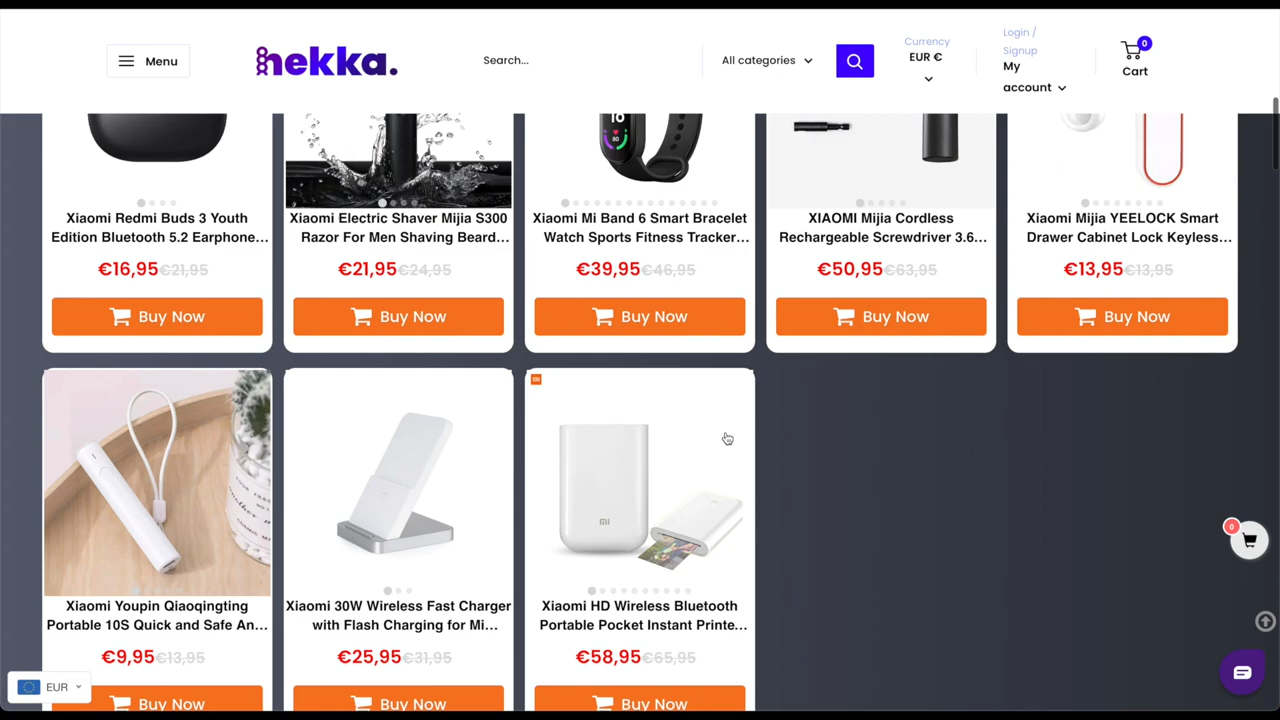 Menu
hekka.
Search...
All categories
Currency
EUR €
Login /
Signup
My
account
0
Cart
Xiaomi Redmi Buds 3 Youth
Edition Bluetooth 5.2 Earphone...
€16,95€21,95
Buy Now
Xiaomi Electric Shaver Mijia S300
Razor For Men Shaving Beard...
€21,95€24,95
Buy Now
Xiaomi Mi Band 6 Smart Bracelet
Watch Sports Fitness Tracker...
€39,95€46,95
Buy Now
XIAOMI Mijia Cordless
Rechargeable Screwdriver 3.6...
€50,95€63,95
Buy Now
Xiaomi Mijia YEELOCK Smart
Drawer Cabinet Lock Keyless...
€13,95€13,95
Buy Now
Xiaomi Youpin Qiaoqingting
Portable 10S Quick and Safe An...
€9,95€13,95
Buy Now
Xiaomi 30W Wireless Fast Charger
with Flash Charging for Mi...
€25,95€31,95
Buy Now
Xiaomi HD Wireless Bluetooth
Portable Pocket Instant Printe...
€58,95€65,95
Buy Now
0
EUR